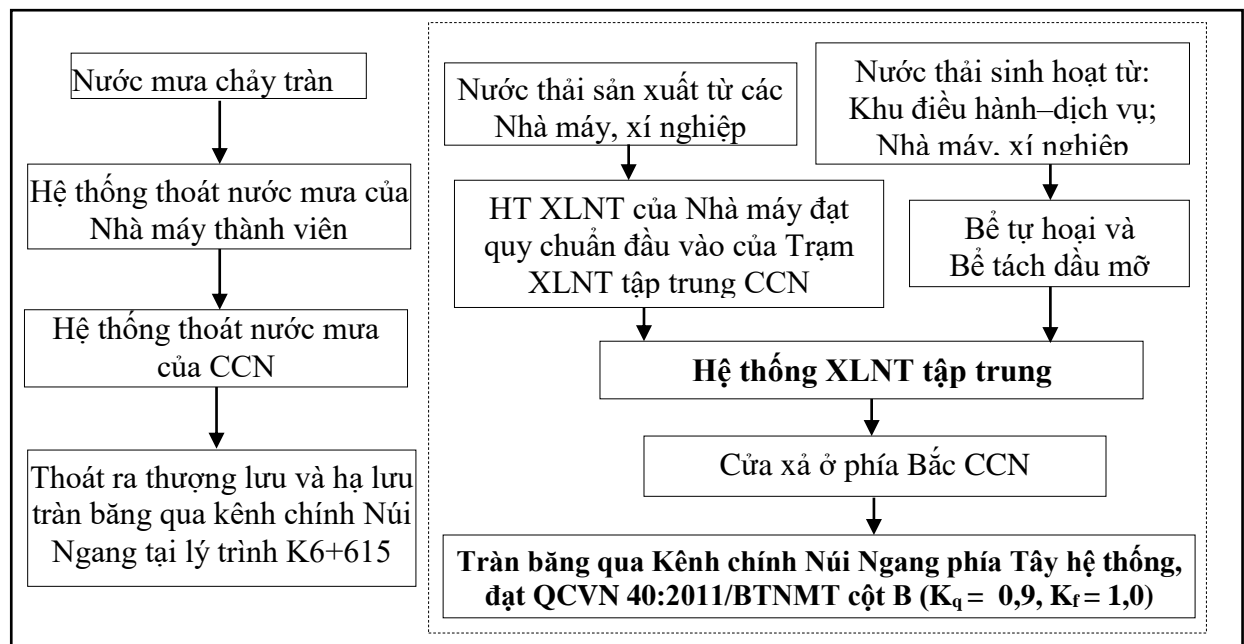 Nước mưa chảy tràn
Hệ thống thoát nước mưa của
Nhà máy thành viên
Hệ thống thoát nước mưa
của CCN
Thoát ra thượng lưu và hạ lưu
tràn băng qua kênh chính Núi
Ngang tại lý trình K6+615
Nước thải sản xuất từ các
Nhà máy, xí nghiệp
HT XLNT của Nhà máy đạt
quy chuẩn đầu vào của Trạm
XLNT tập trung CCN
Nước thải sinh hoạt từ:
Khu điều hành–dịch vụ;
Nhà máy, xí nghiệp
Bể tự hoại và
Bể tách dầu mỡ
Hệ thống XLNT tập trung
Cửa xả ở phía Bắc CCN
Tràn băng qua Kênh chính Núi Ngang phía Tây hệ thống,
đạt QCVN 40:2011/BTNMT cột B (Kq = 0,9, Kf = 1,0)